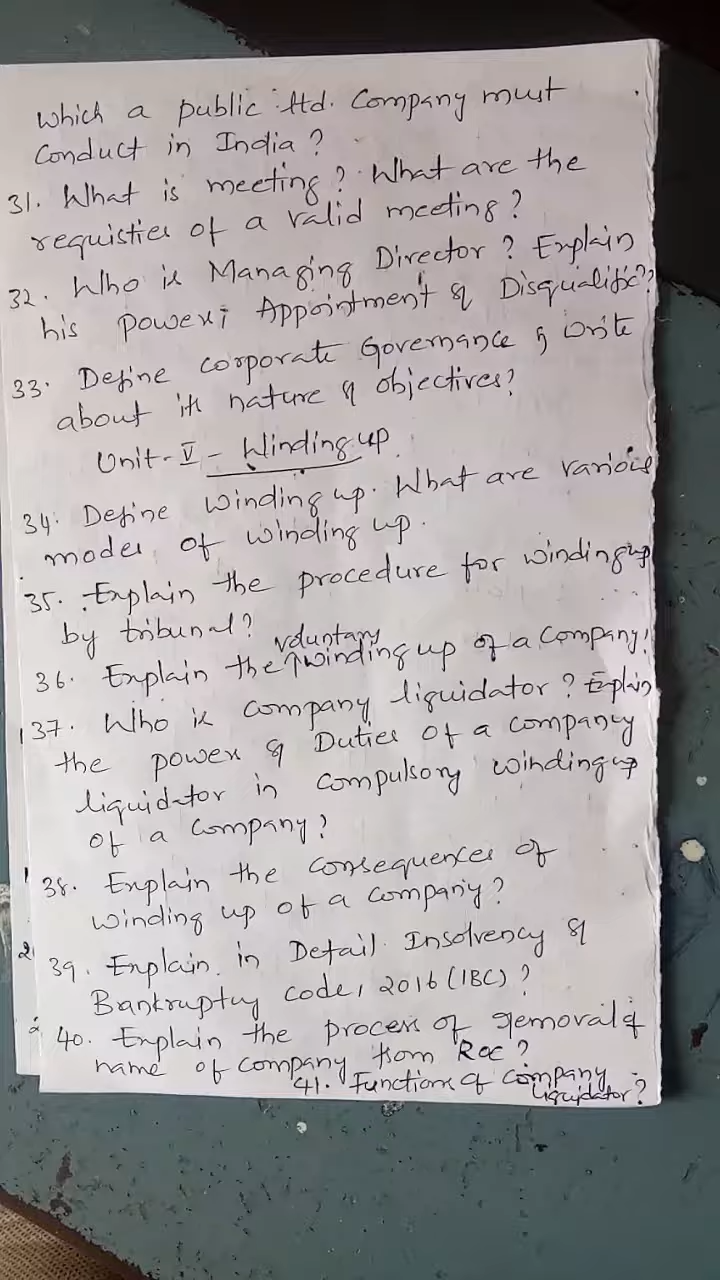 which a public ltd. Company must
Conduct in India?
31. What is meeting? What are the
requisties of a valid meeting?
32. Who is Managing Director? Explain
his powers; Appointment & Disqualific?
33. Define corporate Governance & write
about its nature & objectives?
Unit-V - Winding up
34. Define winding up. What are various
modes of winding up.
35. Explain the procedure for winding up
by tribunal?
36. Explain the voluntary winding up of a company!
37. Who is company liquidator? Explain
the power & Duties of a company
liquidator in compulsory winding up
of a company?
38. Explain the consequences of
winding up of a company?
39. Explain in Detail Insolvency &
Bankruptcy code, 2016 (IBC)?
40. Explain the process of removal of
name of company from ROC?
41. Functions of company
liquidator?